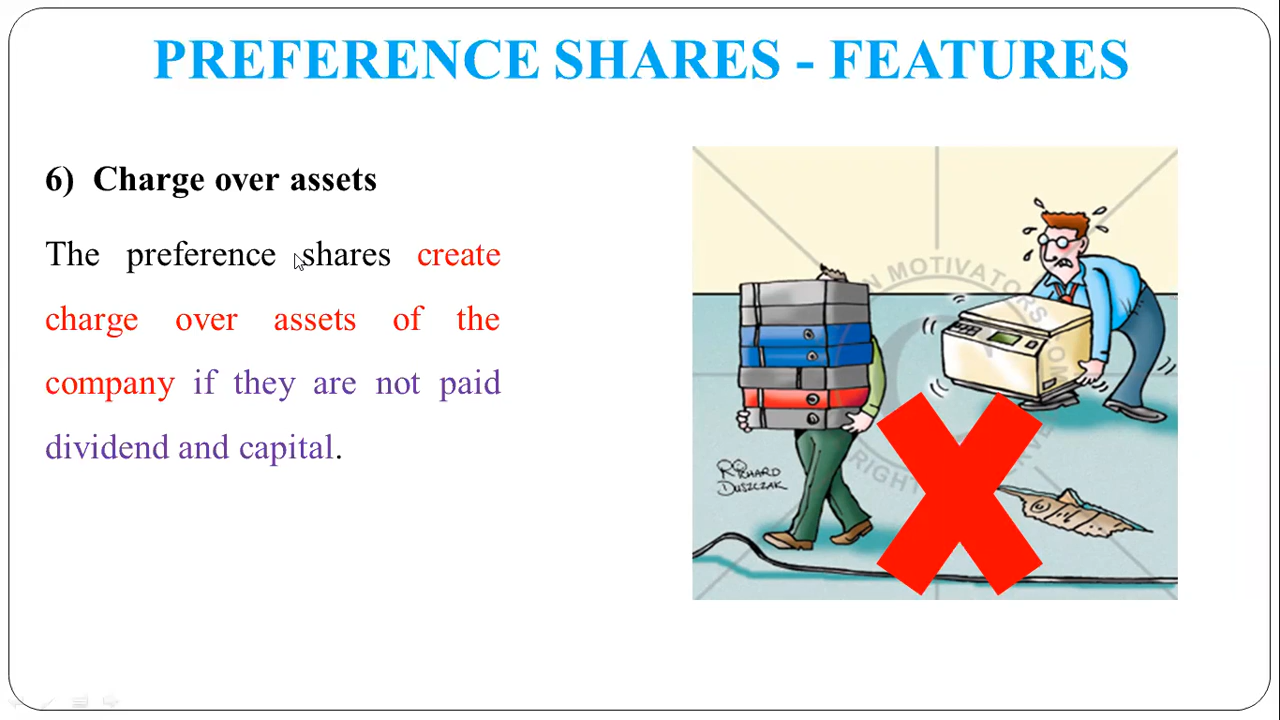 PREFERENCE SHARES - FEATURES
6) Charge over assets
The preference shares create
charge over assets of the
company if they are not paid
dividend and capital.
MOTIVATORS
RICHARD
DUSZCZAK